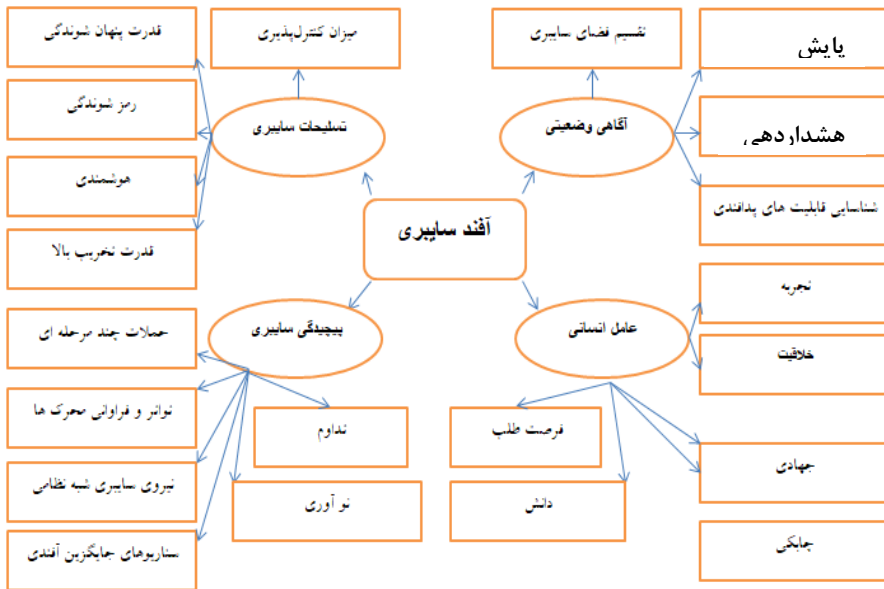 پایش
تقسیم فضای سایبری
میزان کنترل‌پذیری
قدرت پنهان شوندگی
هشداردهی
آگاهی وضعیتی
تسلیحات سایبری
رمز شوندگی
هوشمندی
شناسایی قابلیت های پدافندی
آفند سایبری
قدرت تخریب بالا
تجربه
خلاقیت
عامل انسانی
پیچیدگی سایبری
حملات چند مرحله ای
تواتر و فراوانی محرک ها
فرصت طلب
تداوم
جهادی
نیروی سایبری شبه نظامی
دانش
نو آوری
چابکی
سناریوهای جایگزین آفندی